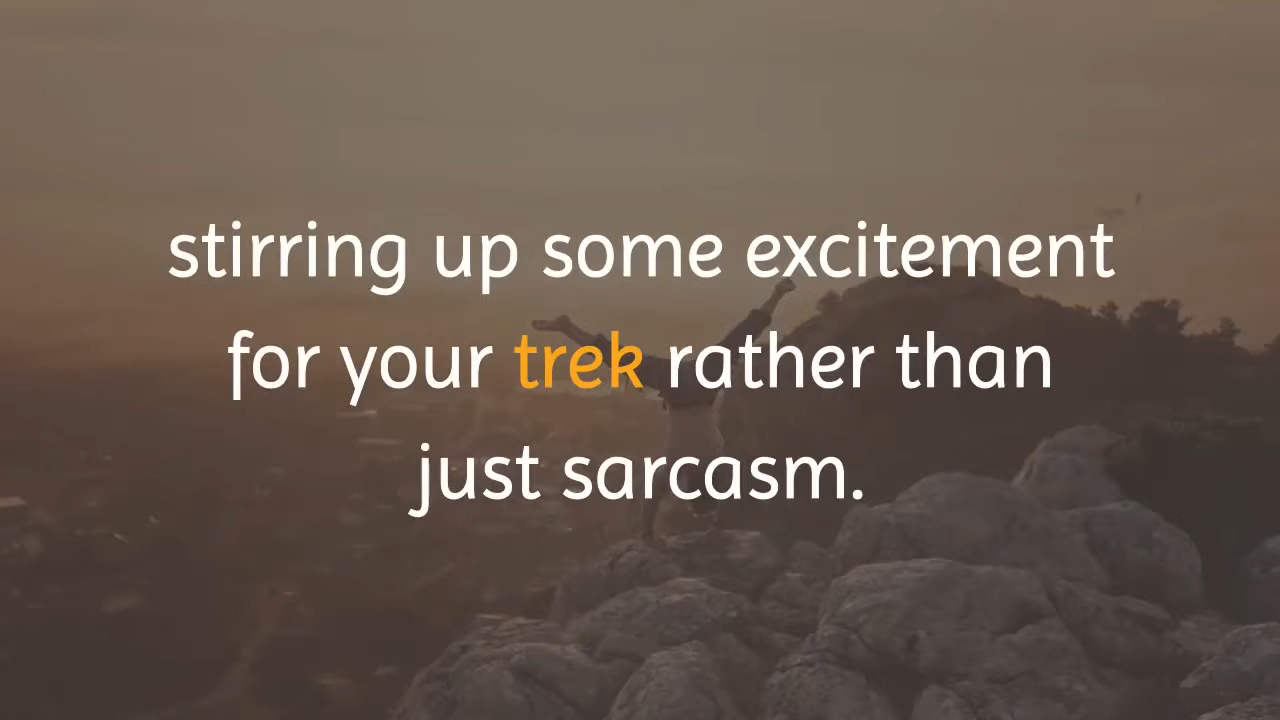 stirring up some excitement
for your trek rather than
just sarcasm.